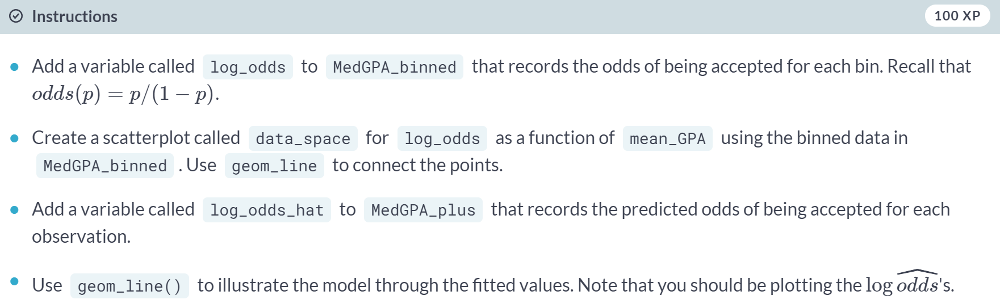 Instructions
100 XP
Add a variable called log_odds to MedGPA_binned that records the odds of being accepted for each bin. Recall that
odds(p) = p/(1 − p).
Create a scatterplot called data_space for log_odds as a function of mean_GPA using the binned data in
MedGPA_binned . Use geom_line to connect the points.
Add a variable called log_odds_hat to MedGPA_plus that records the predicted odds of being accepted for each
observation.
Use geom_line() to illustrate the model through the fitted values. Note that you should be plotting the log \widehat{odds}'s.